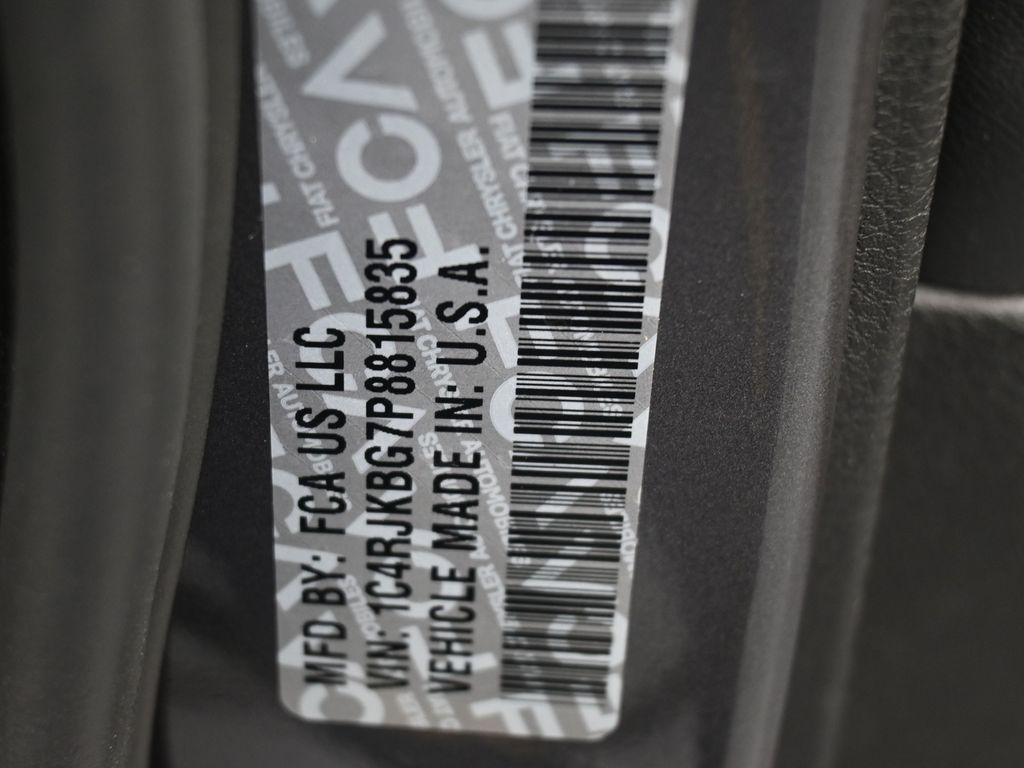 MFD BY: FCA US LLC
VIN: 1C4RJKBG7P8815835
VEHICLE MADE IN: U.S.A.